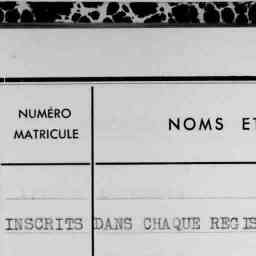 NUMÉRO
MATRICULE
NOMS ET
INSCRITS DANS CHAQUE REGIS